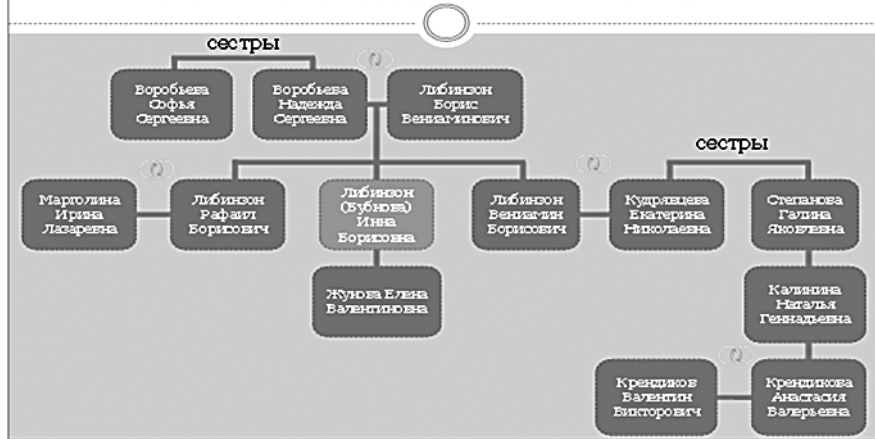 сестры
Воробьева
Софья
Сергеевна
Воробьева
Надежда
Сергеевна
Либинзон
Борис
Вениаминович
сестры
Марголина
Ирина
Лазаревна
Либинзон
Рафаил
Борисович
Либинзон
(Бубнова)
Инна
Борисовна
Либинзон
Вениамин
Борисович
Кудрявцева
Екатерина
Николаевна
Степанова
Галина
Яковлевна
Жукова Елена
Валентиновна
Калинина
Наталья
Геннадьевна
Крендиков
Валентин
Викторович
Крендикова
Анастасия
Валерьевна